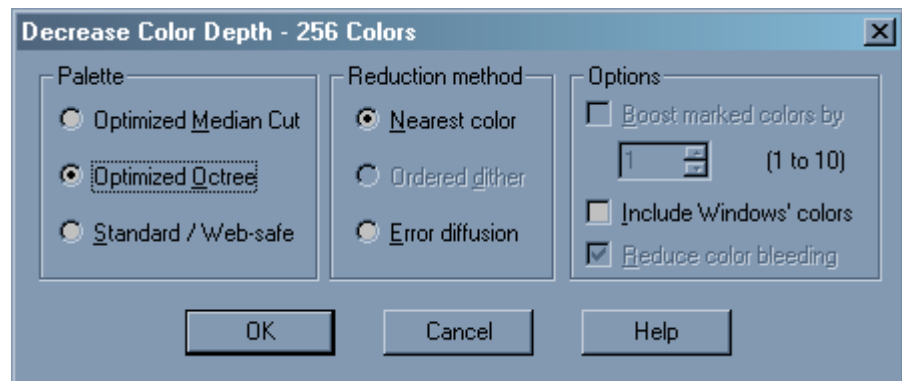 Decrease Color Depth - 256 Colors
Palette
Optimized Median Cut
Optimized Octree
Standard / Web-safe
Reduction method
Nearest color
Ordered dither
Error diffusion
Options
Boost marked colors by
1 (1 to 10)
Include Windows' colors
Reduce color bleeding
OK Cancel Help